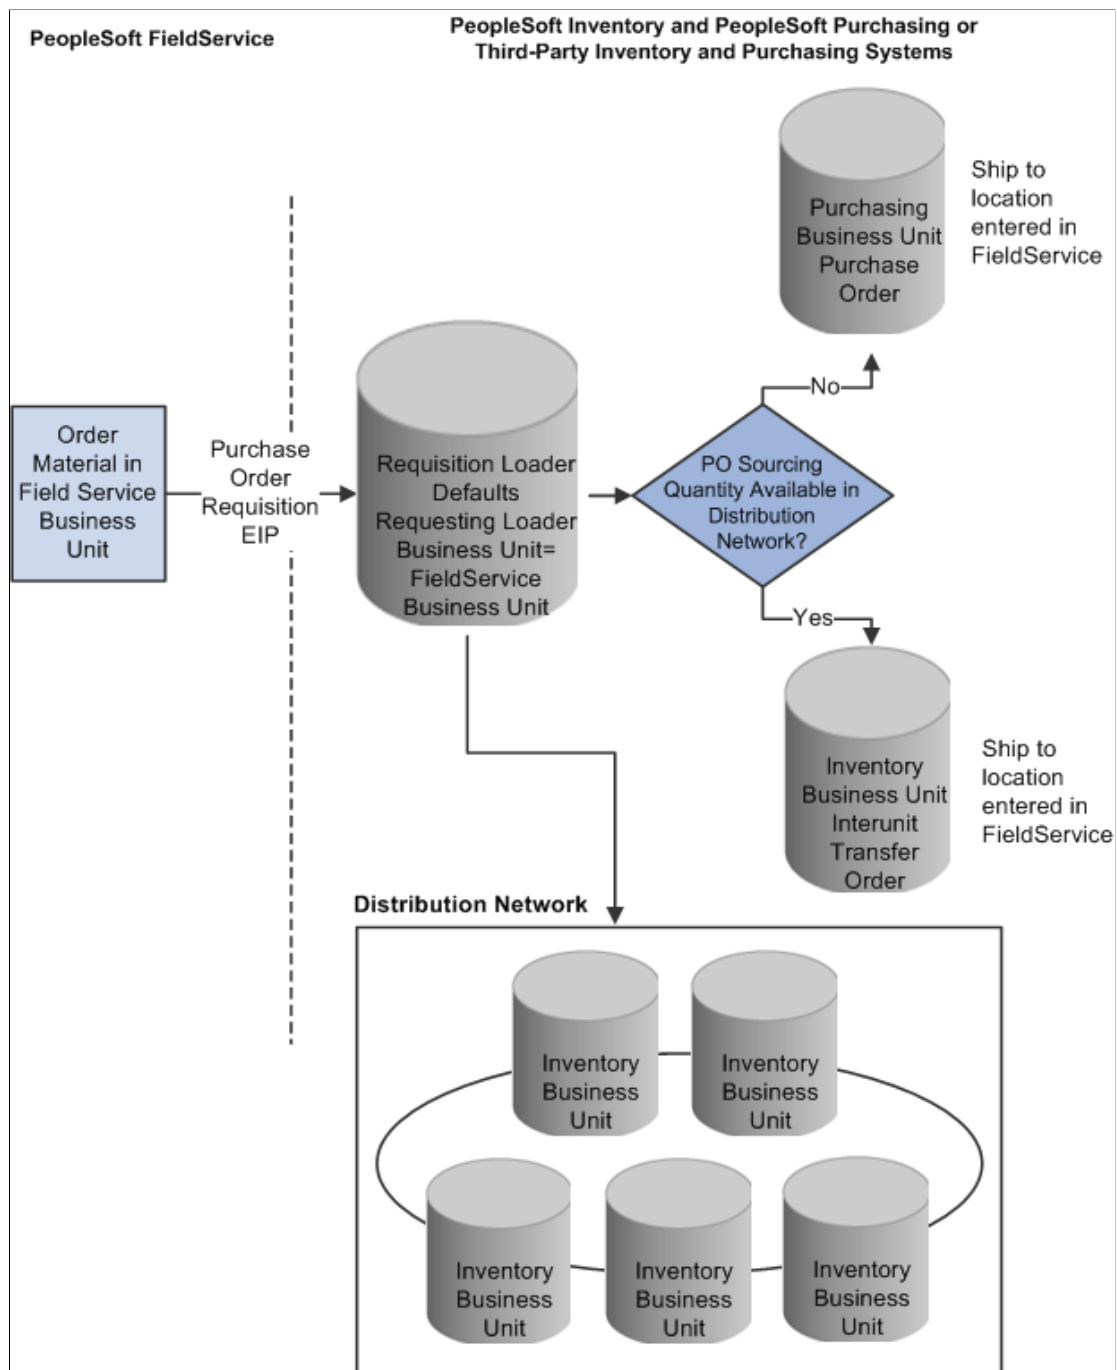 PeopleSoft FieldService
PeopleSoft Inventory and PeopleSoft Purchasing or
Third-Party Inventory and Purchasing Systems
Purchasing
Business Unit
Purchase
Order
Ship to
location
entered in
FieldService
No
Order
Material in
Field Service
Business
Unit
Purchase
Order
Requisition
EIP
Requisition Loader
Defaults
Requesting Loader
Business Unit=
FieldService
Business Unit
PO Sourcing
Quantity Available in
Distribution
Network?
Yes
Inventory
Business Unit
Interunit
Transfer
Order
Ship to
location
entered in
FieldService
Distribution Network
Inventory
Business
Unit
Inventory
Business
Unit
Inventory
Business
Unit
Inventory
Business
Unit
Inventory
Business
Unit